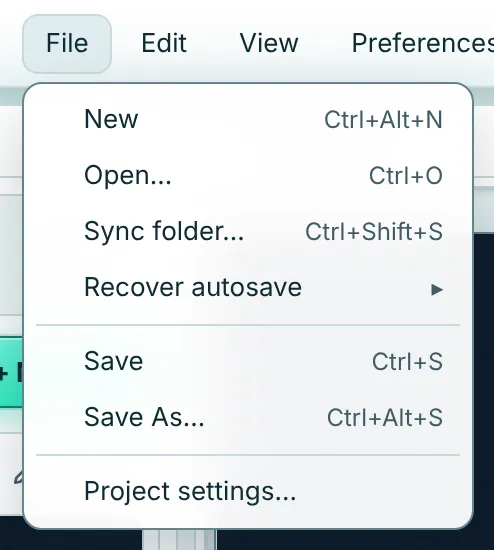 File Edit View Preferences
New Ctrl+Alt+N
Open... Ctrl+O
Sync folder... Ctrl+Shift+S
Recover autosave ▸
Save Ctrl+S
Save As... Ctrl+Alt+S
Project settings...